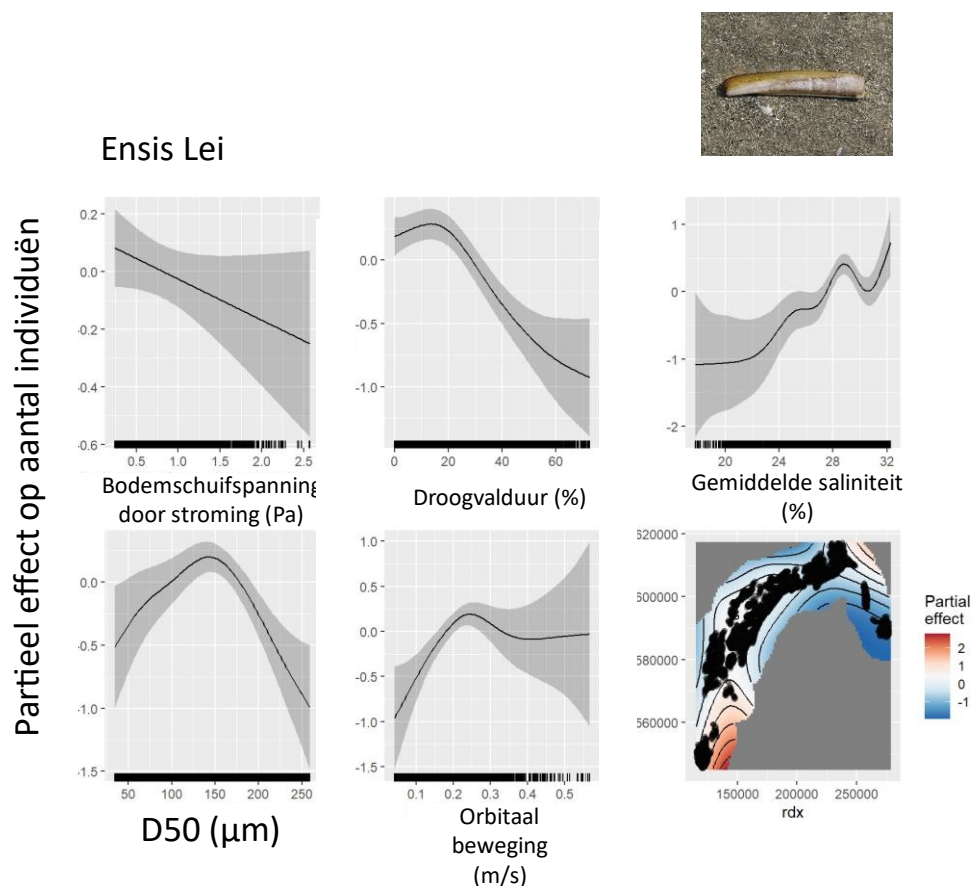 Ensis Lei
Partieel effect op aantal individuën
0.2
0.0
-0.2
-0.4
-0.6
0.5 1.0 1.5 2.0 2.5
Bodemschuifspanning
door stroming (Pa)
0.0
-0.5
-1.0
0 20 40 60
Droogvalduur (%)
1
0
-1
-2
20 24 28 32
Gemiddelde saliniteit
(%)
0.0
-0.5
-1.0
-1.5
50 100 150 200 250
D50 (µm)
1.0
0.5
0.0
-0.5
-1.0
-1.5
0.1 0.2 0.3 0.4 0.5
Orbitaal
beweging
(m/s)
520000
500000
580000
560000
150000 200000 250000
rdx
Partial
effect
2
1
0
-1